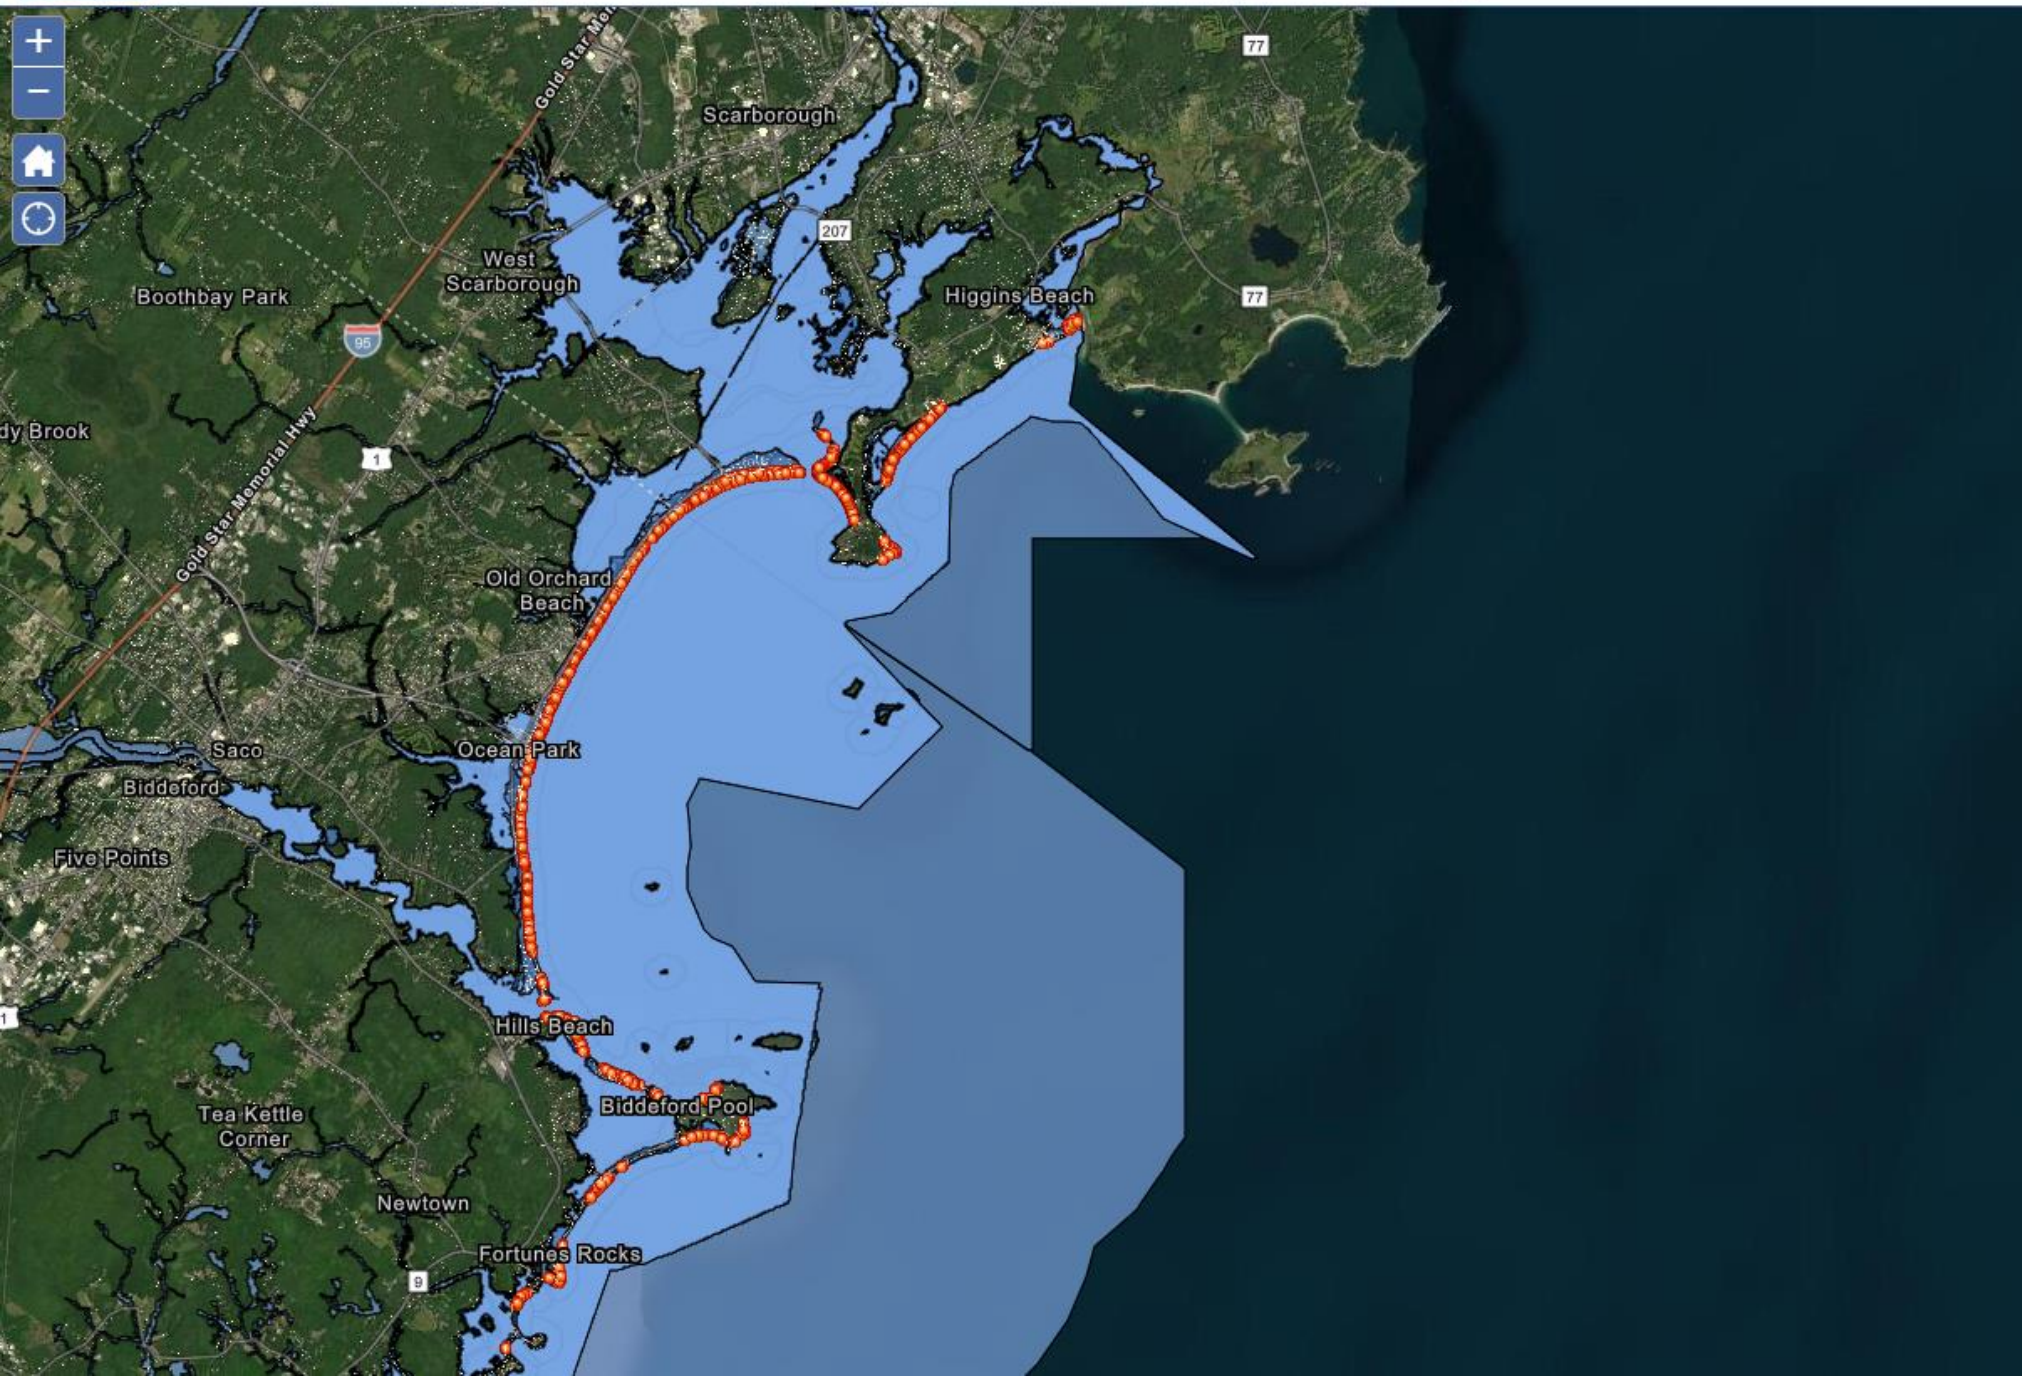 +
−
Gold Star Mem
77
Scarborough
207
West
Scarborough
Boothbay Park
Higgins Beach
77
95
dy Brook
1
Gold Star Memorial Hwy
Old Orchard
Beach
Ocean Park
Saco
Biddeford
Five Points
1
Hills Beach
Biddeford Pool
Tea Kettle
Corner
Newtown
Fortunes Rocks
9